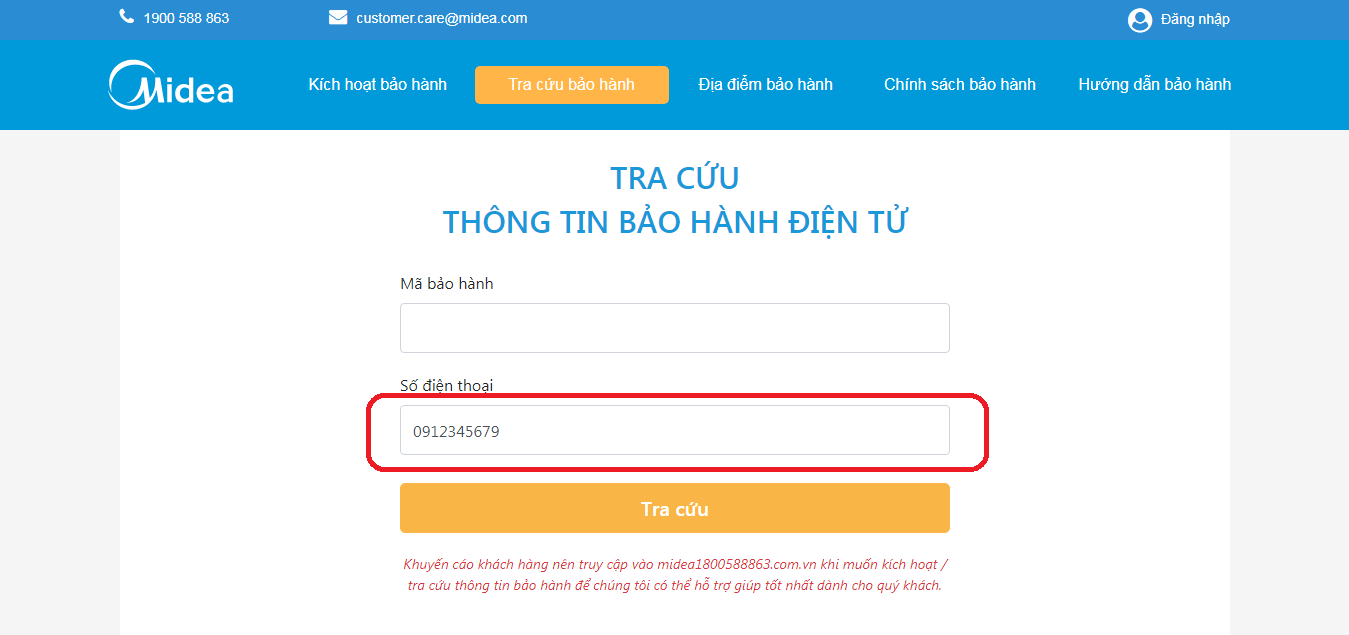 1900 588 863
customer.care@midea.com
Đăng nhập
Midea
Kích hoạt bảo hành
Tra cứu bảo hành
Địa điểm bảo hành
Chính sách bảo hành
Hướng dẫn bảo hành
TRA CỨU
THÔNG TIN BẢO HÀNH ĐIỆN TỬ
Mã bảo hành
Số điện thoại
0912345679
Tra cứu
Khuyến cáo khách hàng nên truy cập vào midea1800588863.com.vn khi muốn kích hoạt /
tra cứu thông tin bảo hành để chúng tôi có thể hỗ trợ giúp tốt nhất dành cho quý khách.